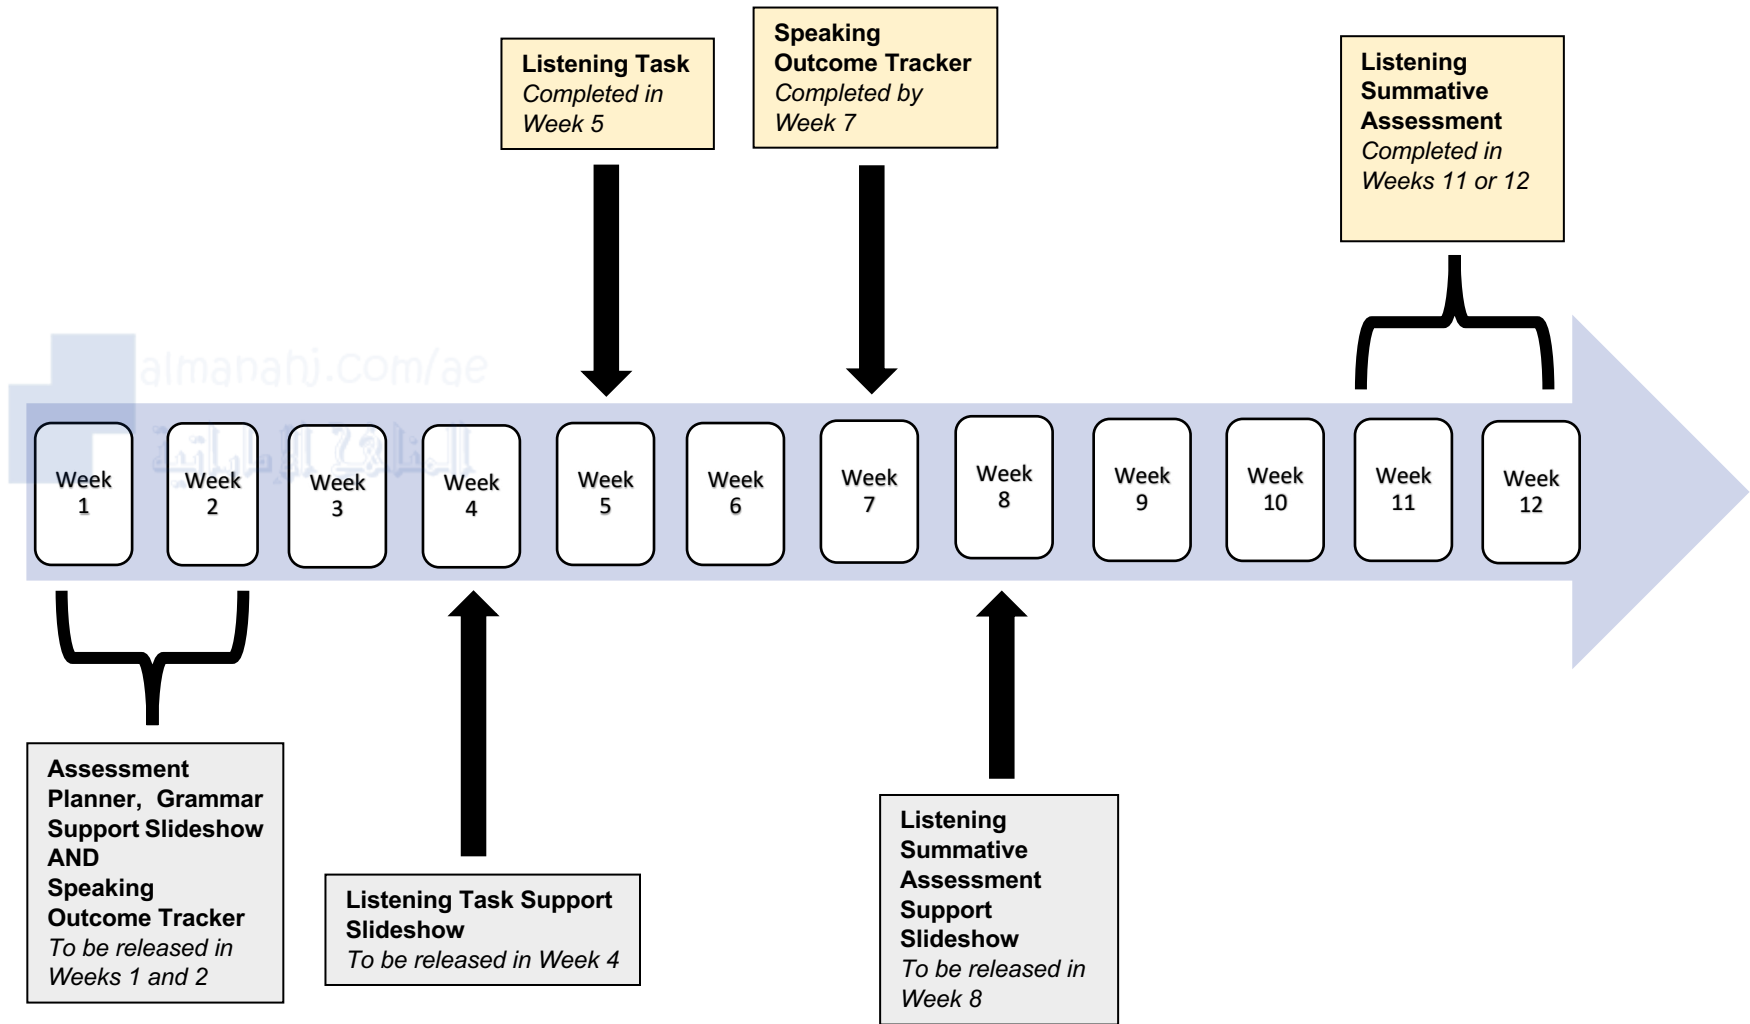 Listening Task
Completed in
Week 5
Speaking
Outcome Tracker
Completed by
Week 7
Listening
Summative
Assessment
Completed in
Weeks 11 or 12
almanahj.com/ae
المناهج الإماراتية
Week
1
Week
2
Week
3
Week
4
Week
5
Week
6
Week
7
Week
8
Week
9
Week
10
Week
11
Week
12
Assessment
Planner, Grammar
Support Slideshow
AND
Speaking
Outcome Tracker
To be released in
Weeks 1 and 2
Listening Task Support
Slideshow
To be released in Week 4
Listening
Summative
Assessment
Support
Slideshow
To be released in
Week 8